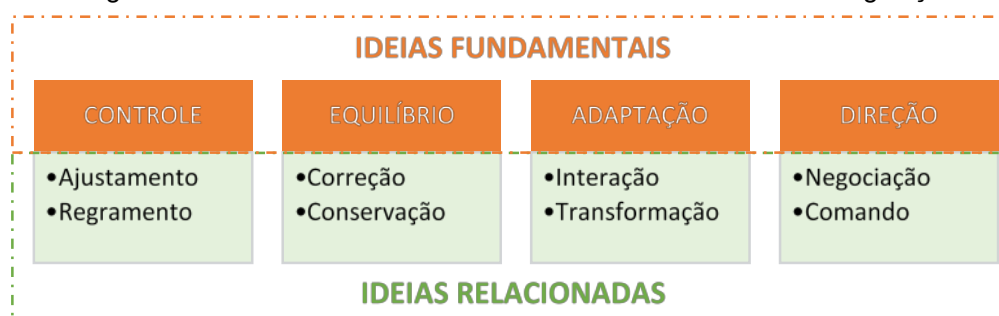 IDEIAS FUNDAMENTAIS
CONTROLE
EQUILÍBRIO
ADAPTAÇÃO
DIREÇÃO
•Ajustamento
•Regramento
•Correção
•Conservação
•Interação
•Transformação
•Negociação
•Comando
IDEIAS RELACIONADAS